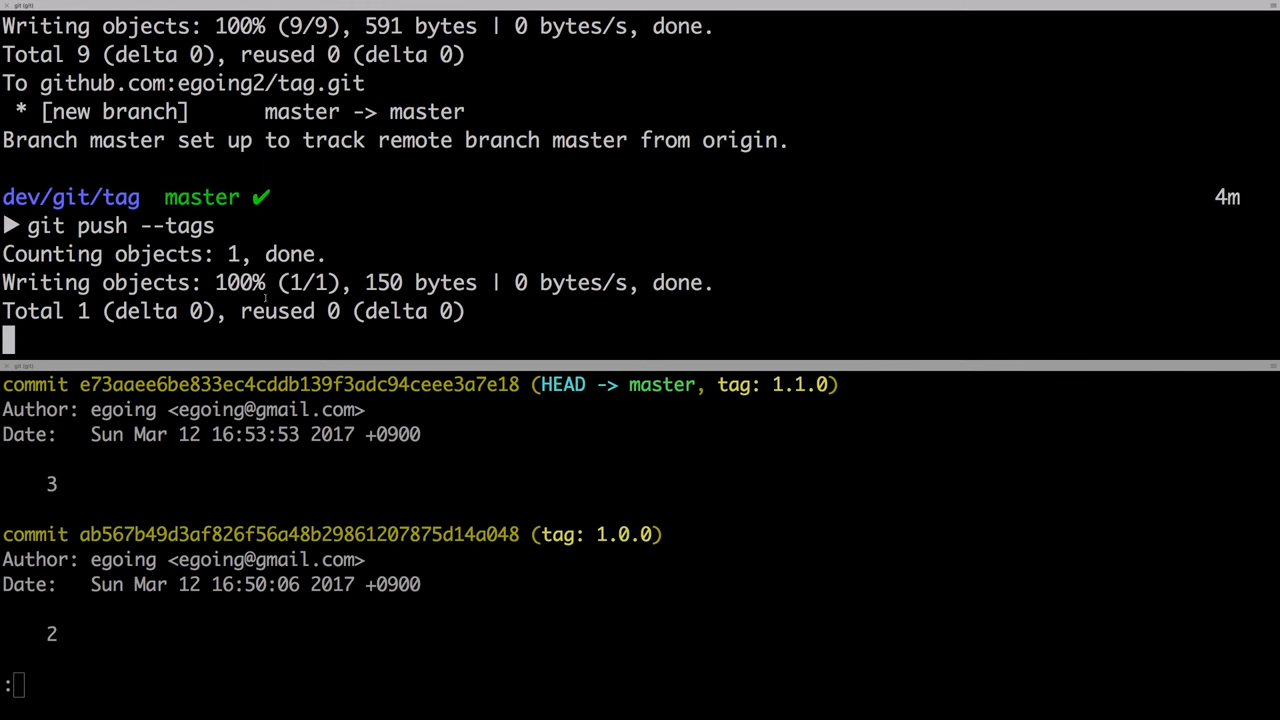 git (git)
Writing objects: 100% (9/9), 591 bytes | 0 bytes/s, done.
Total 9 (delta 0), reused 0 (delta 0)
To github.com:egoing2/tag.git
 * [new branch]      master -> master
Branch master set up to track remote branch master from origin.
dev/git/tag  master ✔ 4m
▶ git push --tags
Counting objects: 1, done.
Writing objects: 100% (1/1), 150 bytes | 0 bytes/s, done.
Total 1 (delta 0), reused 0 (delta 0)
git (git)
commit e73aaee6be833ec4cddb139f3adc94ceee3a7e18 (HEAD -> master, tag: 1.1.0)
Author: egoing <egoing@gmail.com>
Date:   Sun Mar 12 16:53:53 2017 +0900
    3
commit ab567b49d3af826f56a48b29861207875d14a048 (tag: 1.0.0)
Author: egoing <egoing@gmail.com>
Date:   Sun Mar 12 16:50:06 2017 +0900
    2
: